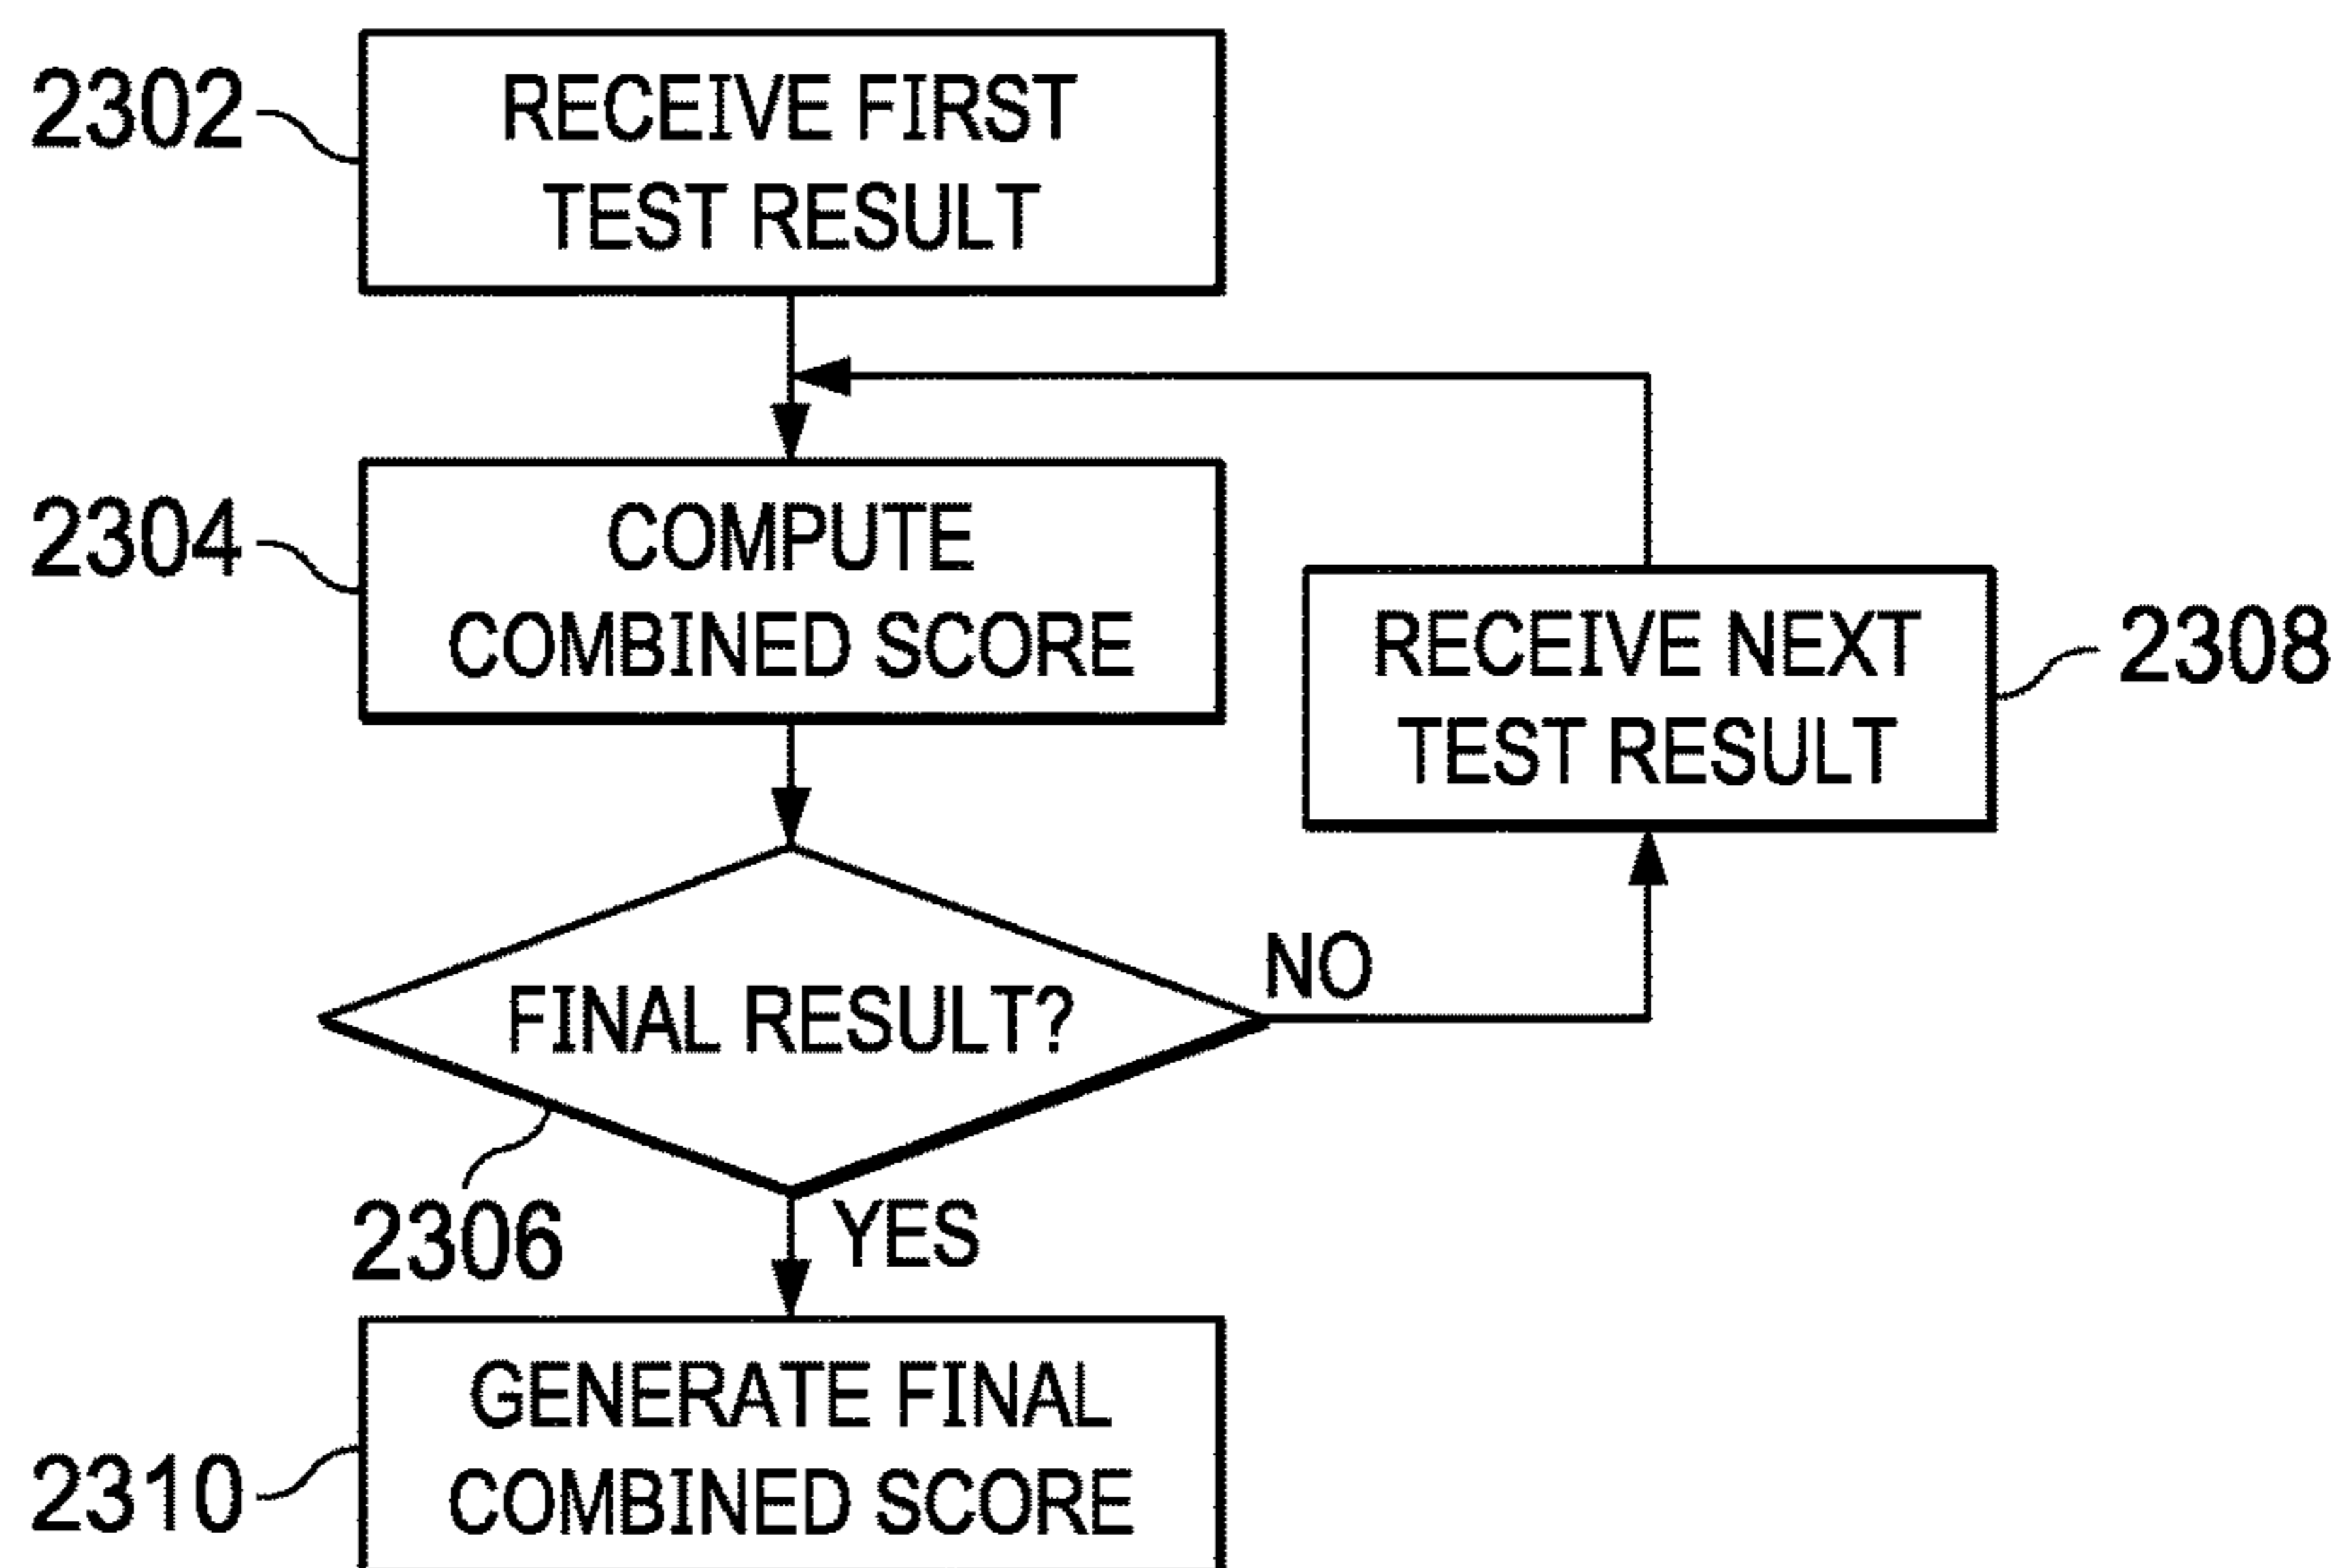 2302
RECEIVE FIRST
TEST RESULT
2304
COMPUTE
COMBINED SCORE
RECEIVE NEXT
TEST RESULT
2308
FINAL RESULT?
NO
2306
YES
2310
GENERATE FINAL
COMBINED SCORE